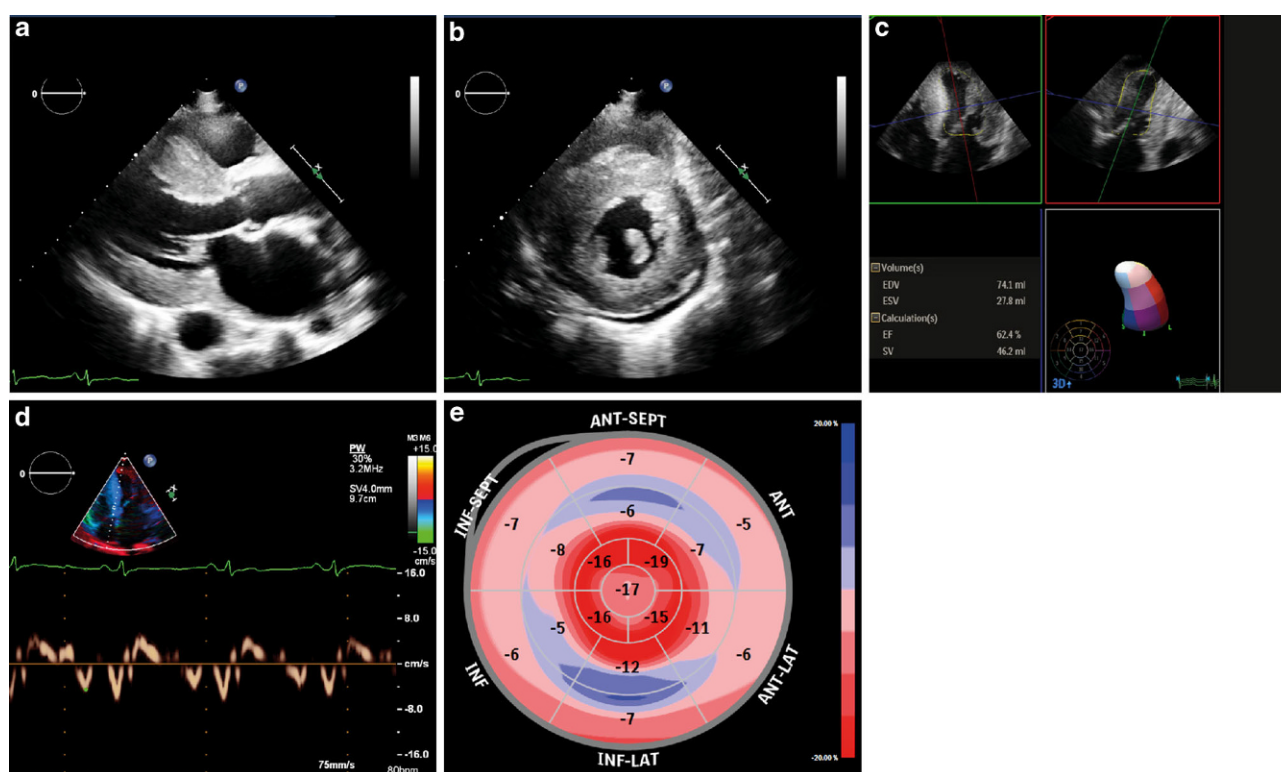 a
0
P
b
0
P
c
Volume(s)
EDV 74.1 ml
ESV 27.8 ml
Calculation(s)
EF 62.4 %
SV 46.2 ml
3D
S I L
d
0
P
PW
30%
3.2MHz
SV4.0mm
9.7cm
M3 M6
+15.0
-15.0
cm/s
-16.0
-8.0
-cm/s
--8.0
--16.0
75mm/s
80bpm
e
ANT-SEPT
20.00 %
-7
INF-SEPT
ANT
-6
-5
-7
-8
-7
-16
-19
-17
-16
-15
-5
-11
-6
-12
-6
INF
ANT-LAT
-7
INF-LAT
-20.00 %